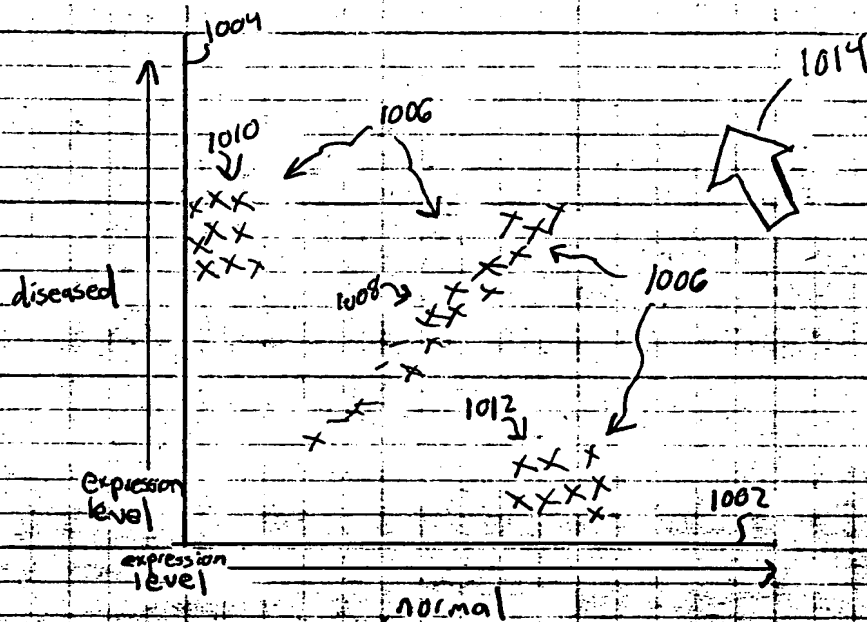 1004
1014
1006
1010
1006
1008
diseased
1012
expression
level
1002
expression
level
normal